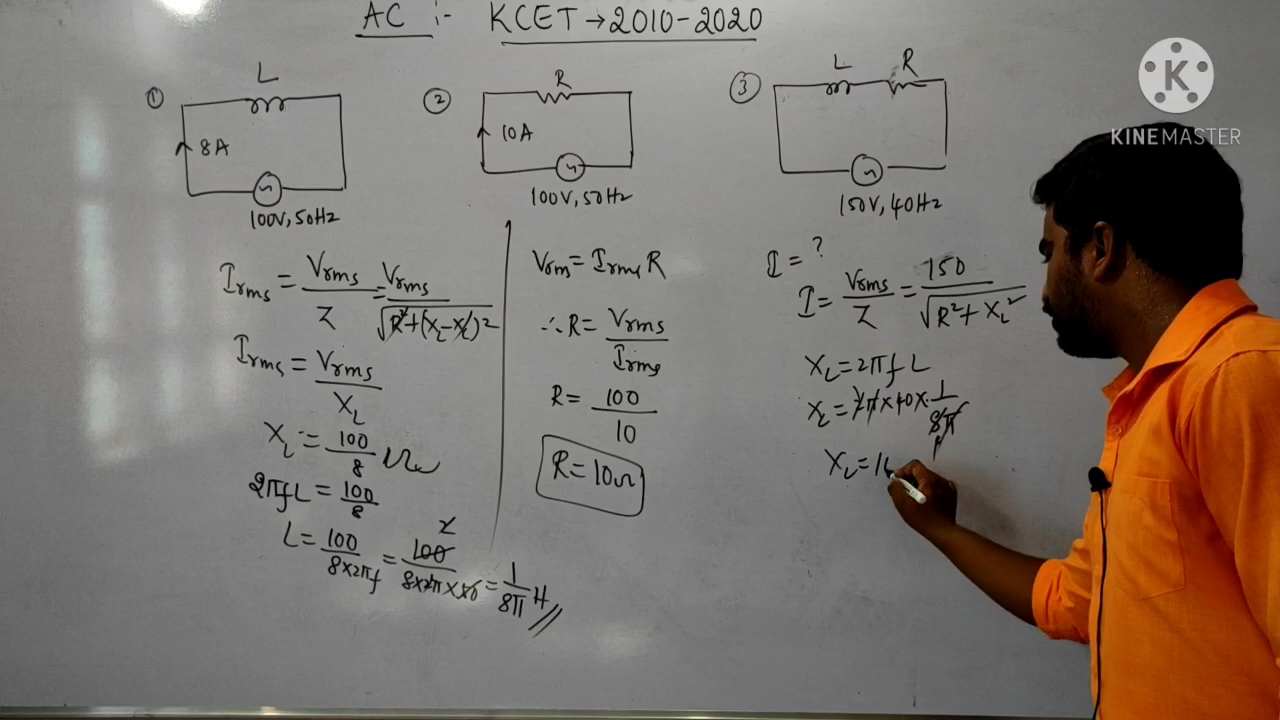 AC :- KCET → 2010-2020
① L
8A
100V, 50Hz
② R
10A
100V, 50Hz
③ L R
150V, 40Hz
Irms = Vrms / Z = Vrms / √R²+(XL-XC)²
Irms = Vrms / XL
XL = 100/8 Ω
2πfL = 100/8
L = 100 / 8×2πf = 100 / 8×2π×50 = 1/8π H //
Vrms = Irms R
∴ R = Vrms / Irms
R = 100 / 10
R = 10Ω
I = ?
I = Vrms / Z = 150 / √R²+XL²
XL = 2πf L
XL = 2π×40×1/8π
XL = 1
K
KINEMASTER